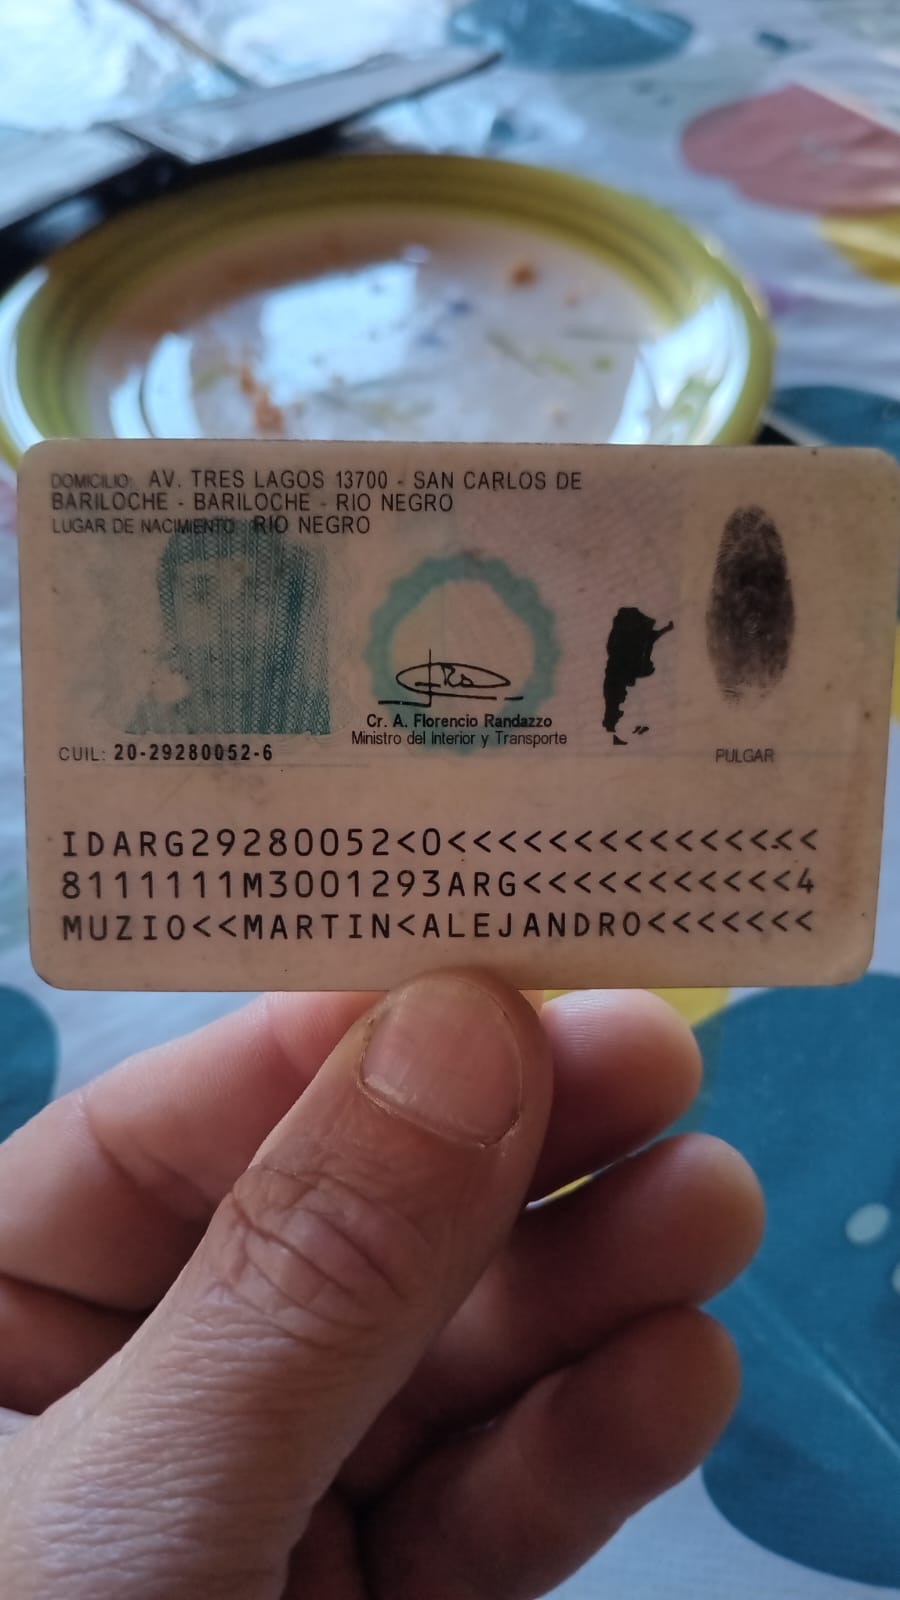 DOMICILIO: AV. TRES LAGOS 13700 - SAN CARLOS DE
BARILOCHE - BARILOCHE - RIO NEGRO
LUGAR DE NACIMIENTO: RIO NEGRO
Cr. A. Florencio Randazzo
Ministro del Interior y Transporte
CUIL: 20-29280052-6
PULGAR
IDARG29280052<0<<<<<<<<<<<<<<<
8111111M3001293ARG<<<<<<<<<<<4
MUZIO<<MARTIN<ALEJANDRO<<<<<<<